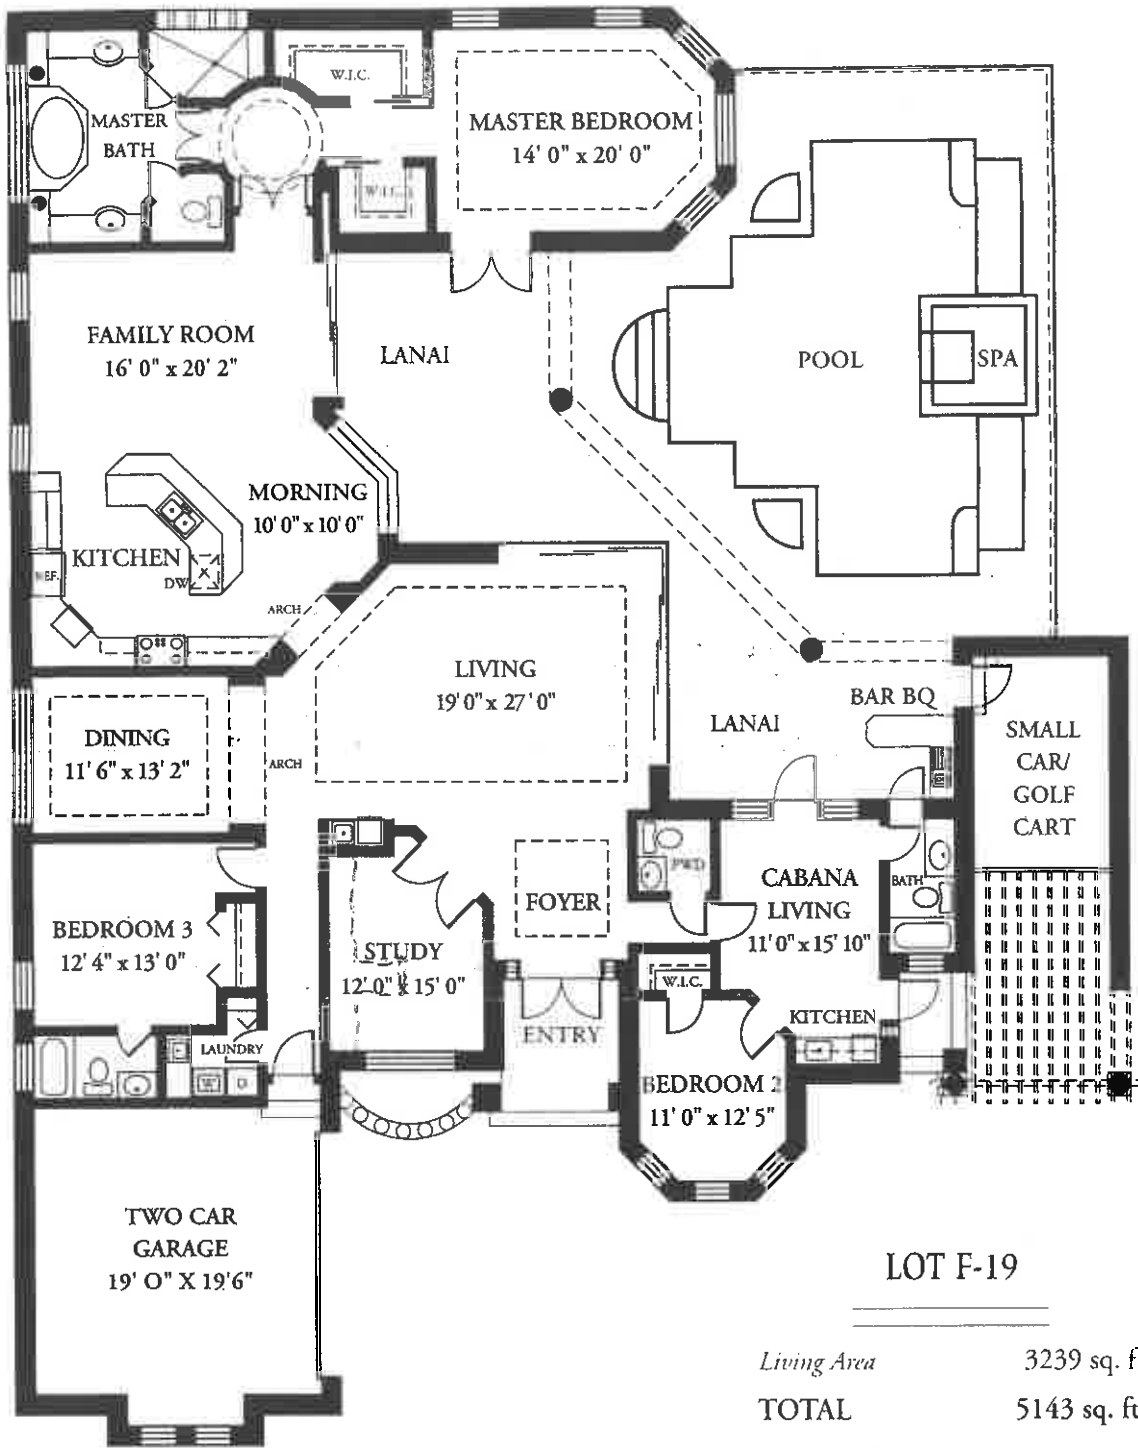 W.I.C.
MASTER
BATH
MASTER BEDROOM
14' 0" x 20' 0"
W.I.C.
FAMILY ROOM
16' 0" x 20' 2"
LANAI
POOL
SPA
MORNING
10' 0" x 10' 0"
KITCHEN
REF.
DW
ARCH
LIVING
19' 0" x 27' 0"
BAR BQ
LANAI
SMALL
CAR/
GOLF
CART
DINING
11' 6" x 13' 2"
ARCH
PWD
CABANA
LIVING
11' 0" x 15' 10"
BATH
FOYER
BEDROOM 3
12' 4" x 13' 0"
STUDY
12' 0" x 15' 0"
W.I.C.
KITCHEN
ENTRY
LAUNDRY
W
D
BEDROOM 2
11' 0" x 12' 5"
TWO CAR
GARAGE
19' O" X 19'6"
LOT F-19
Living Area 3239 sq. f
TOTAL 5143 sq. ft